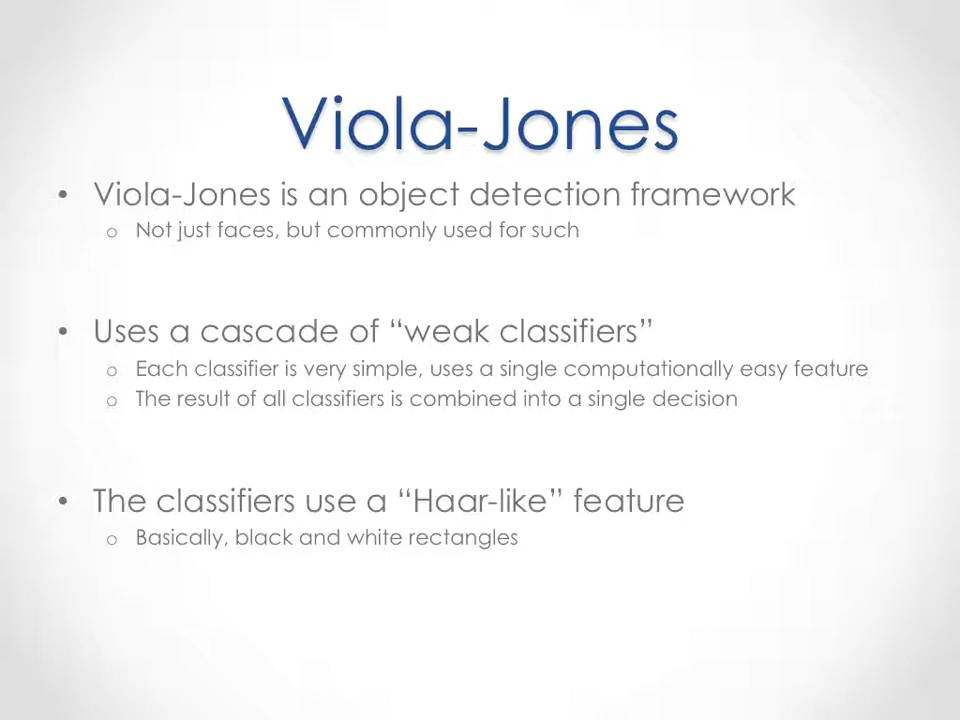 Viola-Jones
• Viola-Jones is an object detection framework
o Not just faces, but commonly used for such
• Uses a cascade of “weak classifiers”
o Each classifier is very simple, uses a single computationally easy feature
o The result of all classifiers is combined into a single decision
• The classifiers use a “Haar-like” feature
o Basically, black and white rectangles